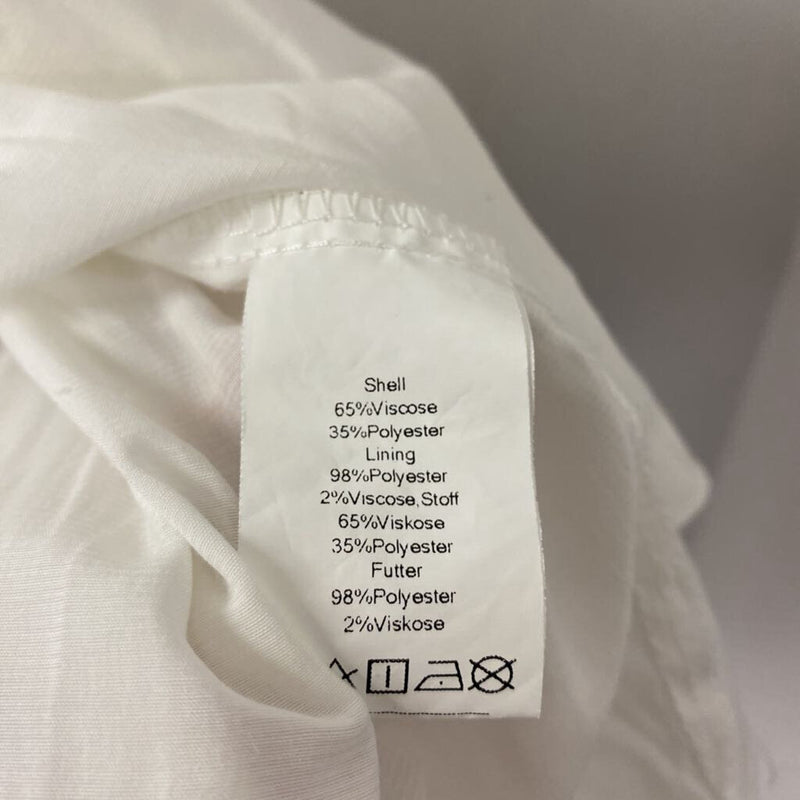 Shell
65%Viscose
35%Polyester
Lining
98%Polyester
2%Viscose,Stoff
65%Viskose
35%Polyester
Futter
98%Polyester
2%Viskose